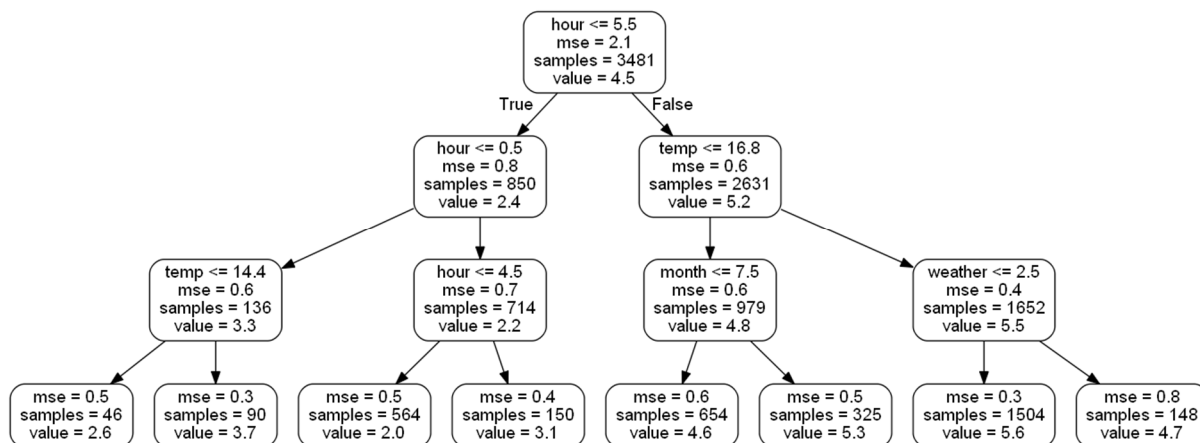 hour <= 5.5
mse = 2.1
samples = 3481
value = 4.5
True
False
hour <= 0.5
mse = 0.8
samples = 850
value = 2.4
temp <= 16.8
mse = 0.6
samples = 2631
value = 5.2
temp <= 14.4
mse = 0.6
samples = 136
value = 3.3
hour <= 4.5
mse = 0.7
samples = 714
value = 2.2
month <= 7.5
mse = 0.6
samples = 979
value = 4.8
weather <= 2.5
mse = 0.4
samples = 1652
value = 5.5
mse = 0.5
samples = 46
value = 2.6
mse = 0.3
samples = 90
value = 3.7
mse = 0.5
samples = 564
value = 2.0
mse = 0.4
samples = 150
value = 3.1
mse = 0.6
samples = 654
value = 4.6
mse = 0.5
samples = 325
value = 5.3
mse = 0.3
samples = 1504
value = 5.6
mse = 0.8
samples = 148
value = 4.7